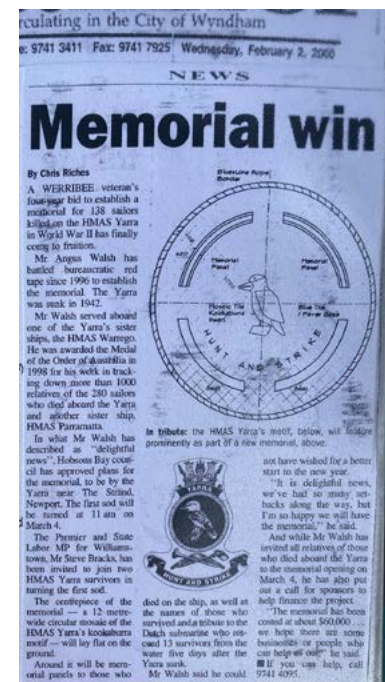 rculating in the City of Wyndham
e: 9741 3411 Fax: 9741 7925 Wednesday, February 2, 2000
NEWS
Memorial win
By Chris Riches
A WERRIBEE veteran's
four-year bid to establish a
memorial for 138 sailors
killed on the HMAS Yarra
in World War II has finally
come to fruition.
Mr Angus Walsh has
battled bureaucratic red
tape since 1996 to establish
the memorial. The Yarra
was sunk in 1942.
Mr Walsh served aboard
one of the Yarra's sister
ships, the HMAS Warrego.
He was awarded the Medal
of the Order of Australia in
1998 for his work in track-
ing down more than 1000
relatives of the 280 sailors
who died aboard the Yarra
and another sister ship,
HMAS Parramatta.
In what Mr Walsh has
described as "delightful
news", Hobsons Bay coun-
cil has approved plans for
the memorial, to be by the
Yarra near The Strand,
Newport. The first sod will
be turned at 11 am on
March 4.
The Premier and State
Labor MP for Williams-
town, Mr Steve Bracks, has
been invited to join two
HMAS Yarra survivors in
turning the first sod.
The centrepiece of the
memorial — a 12-metre-
wide circular mosaic of the
HMAS Yarra's kookaburra
motif — will lay flat on the
ground.
Around it will be mem-
orial panels to those who
Bluestone Rope
Border
Memorial
Panel
Memorial
Panel
Mosaic Tile
Kookaburra
Blue Tile
HUNT AND STRIKE
Seat
In tribute: the HMAS Yarra's motif, below, will feature
prominently as part of a new memorial, above.
YARRA
HUNT AND STRIKE
died on the ship, as well as
the names of those who
survived and a tribute to the
Dutch submarine who res-
cued 13 survivors from the
water five days after the
Yarra sunk.
Mr Walsh said he could
not have wished for a better
start to the new year.
"It is delightful news,
we've had so many set-
backs along the way, but
I'm so happy we will have
the memorial," he said.
And while Mr Walsh has
invited all relatives of those
who died aboard the Yarra
to the memorial opening on
March 4, he has also put
out a call for sponsors to
help finance the project.
"The memorial has been
costed at about $60,000 . . .
we hope there are some
businesses or people who
can help us out," he said.
■ If you can help, call
9741 4095.